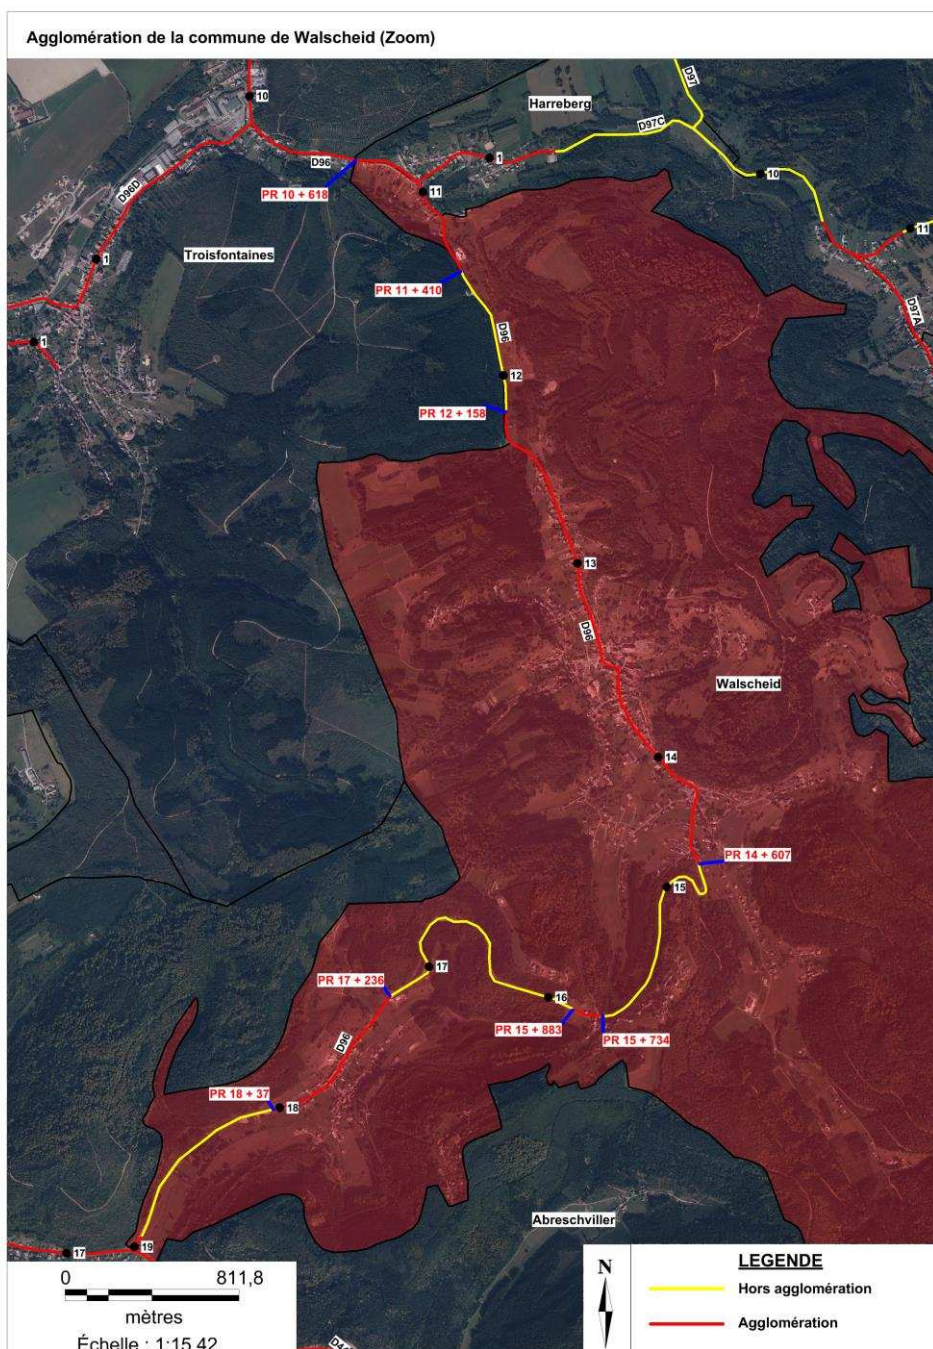 Agglomération de la commune de Walscheid (Zoom)
10
Harreberg
D97
D97C
D96
1
10
PR 10 + 618
11
D96D
11
Troisfontaines
1
PR 11 + 410
D97A
D96
1
12
PR 12 + 158
13
D96
Walscheid
14
PR 14 + 607
15
17
PR 17 + 236
16
PR 15 + 883
PR 15 + 734
D96
PR 18 + 37
18
Abreschviller
19
17
0 811,8
mètres
Échelle : 1:15,42
N
LEGENDE
Hors agglomération
Agglomération